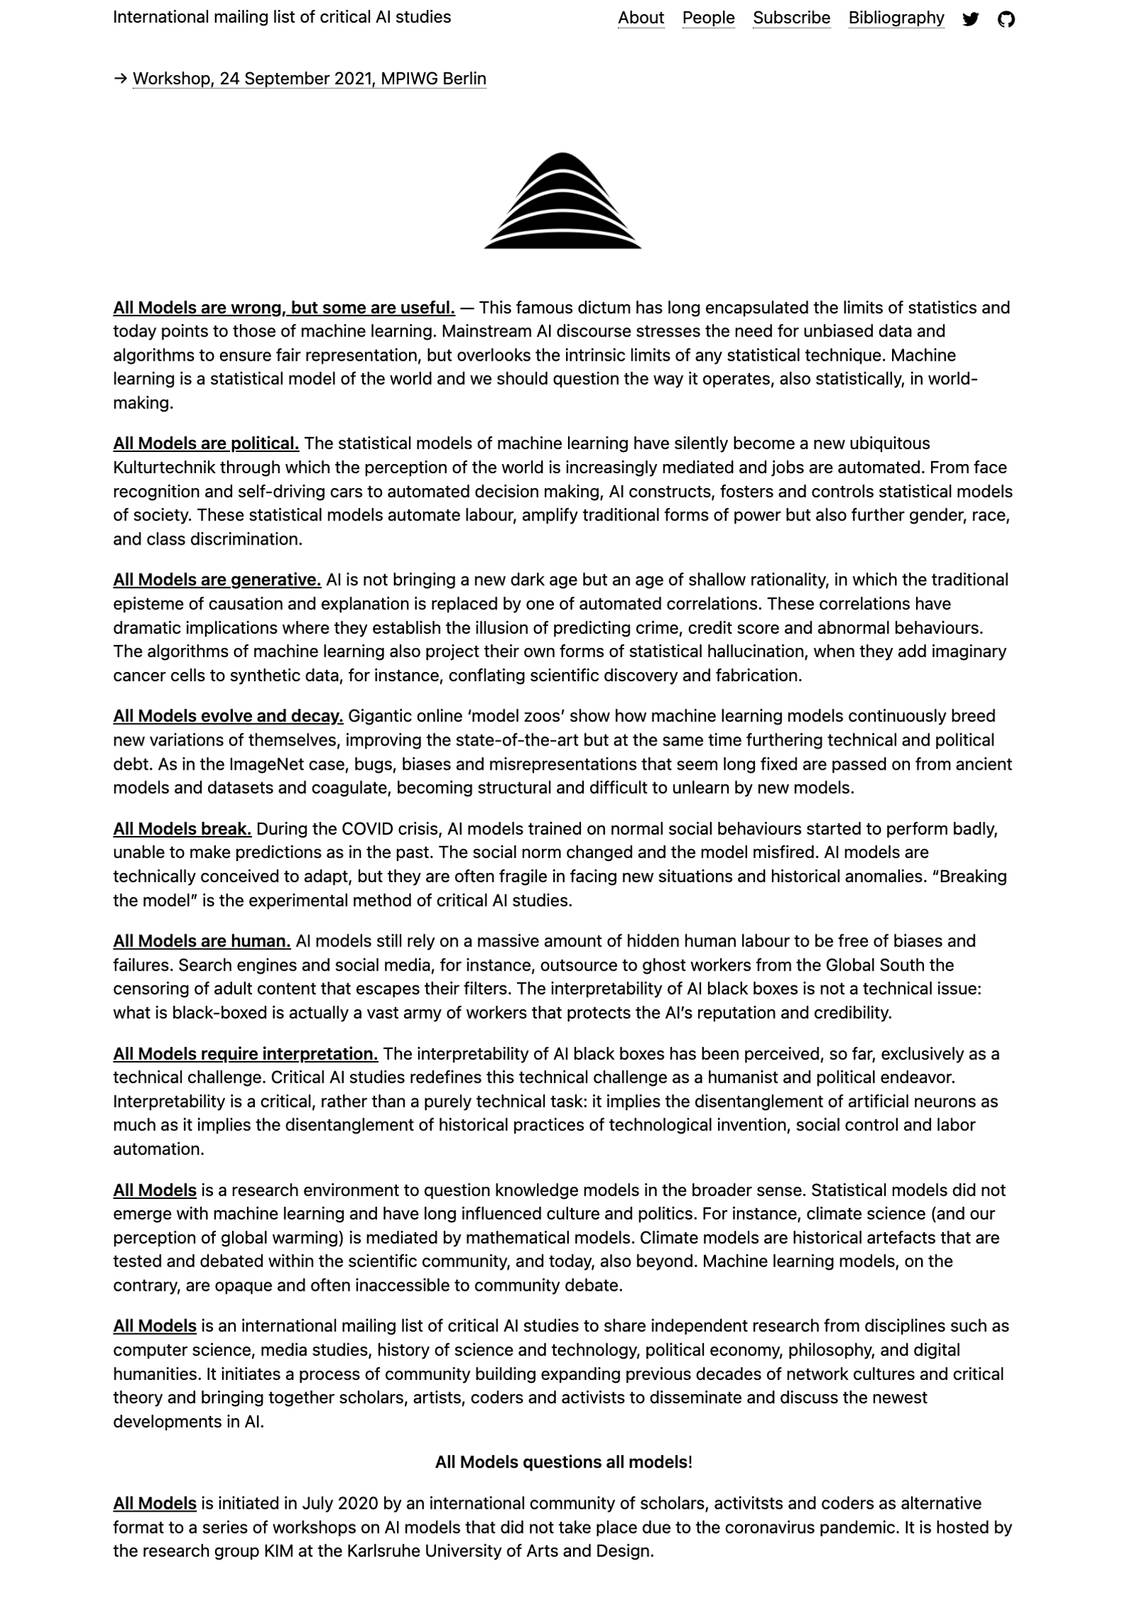 International mailing list of critical AI studies
About People Subscribe Bibliography
→ Workshop, 24 September 2021, MPIWG Berlin
All Models are wrong, but some are useful. — This famous dictum has long encapsulated the limits of statistics and
today points to those of machine learning. Mainstream AI discourse stresses the need for unbiased data and
algorithms to ensure fair representation, but overlooks the intrinsic limits of any statistical technique. Machine
learning is a statistical model of the world and we should question the way it operates, also statistically, in world-
making.
All Models are political. The statistical models of machine learning have silently become a new ubiquitous
Kulturtechnik through which the perception of the world is increasingly mediated and jobs are automated. From face
recognition and self-driving cars to automated decision making, AI constructs, fosters and controls statistical models
of society. These statistical models automate labour, amplify traditional forms of power but also further gender, race,
and class discrimination.
All Models are generative. AI is not bringing a new dark age but an age of shallow rationality, in which the traditional
episteme of causation and explanation is replaced by one of automated correlations. These correlations have
dramatic implications where they establish the illusion of predicting crime, credit score and abnormal behaviours.
The algorithms of machine learning also project their own forms of statistical hallucination, when they add imaginary
cancer cells to synthetic data, for instance, conflating scientific discovery and fabrication.
All Models evolve and decay. Gigantic online ‘model zoos’ show how machine learning models continuously breed
new variations of themselves, improving the state-of-the-art but at the same time furthering technical and political
debt. As in the ImageNet case, bugs, biases and misrepresentations that seem long fixed are passed on from ancient
models and datasets and coagulate, becoming structural and difficult to unlearn by new models.
All Models break. During the COVID crisis, AI models trained on normal social behaviours started to perform badly,
unable to make predictions as in the past. The social norm changed and the model misfired. AI models are
technically conceived to adapt, but they are often fragile in facing new situations and historical anomalies. “Breaking
the model” is the experimental method of critical AI studies.
All Models are human. AI models still rely on a massive amount of hidden human labour to be free of biases and
failures. Search engines and social media, for instance, outsource to ghost workers from the Global South the
censoring of adult content that escapes their filters. The interpretability of AI black boxes is not a technical issue:
what is black-boxed is actually a vast army of workers that protects the AI’s reputation and credibility.
All Models require interpretation. The interpretability of AI black boxes has been perceived, so far, exclusively as a
technical challenge. Critical AI studies redefines this technical challenge as a humanist and political endeavor.
Interpretability is a critical, rather than a purely technical task: it implies the disentanglement of artificial neurons as
much as it implies the disentanglement of historical practices of technological invention, social control and labor
automation.
All Models is a research environment to question knowledge models in the broader sense. Statistical models did not
emerge with machine learning and have long influenced culture and politics. For instance, climate science (and our
perception of global warming) is mediated by mathematical models. Climate models are historical artefacts that are
tested and debated within the scientific community, and today, also beyond. Machine learning models, on the
contrary, are opaque and often inaccessible to community debate.
All Models is an international mailing list of critical AI studies to share independent research from disciplines such as
computer science, media studies, history of science and technology, political economy, philosophy, and digital
humanities. It initiates a process of community building expanding previous decades of network cultures and critical
theory and bringing together scholars, artists, coders and activists to disseminate and discuss the newest
developments in AI.
All Models questions all models!
All Models is initiated in July 2020 by an international community of scholars, activitsts and coders as alternative
format to a series of workshops on AI models that did not take place due to the coronavirus pandemic. It is hosted by
the research group KIM at the Karlsruhe University of Arts and Design.